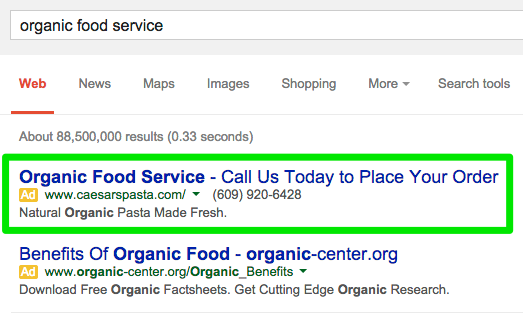 organic food service
Web News Maps Images Shopping More Search tools
About 88,500,000 results (0.33 seconds)
Organic Food Service - Call Us Today to Place Your Order
Ad www.caesarspasta.com/ (609) 920-6428
Natural Organic Pasta Made Fresh.
Benefits Of Organic Food - organic-center.org
Ad www.organic-center.org/Organic_Benefits
Download Free Organic Factsheets. Get Cutting Edge Organic Research.